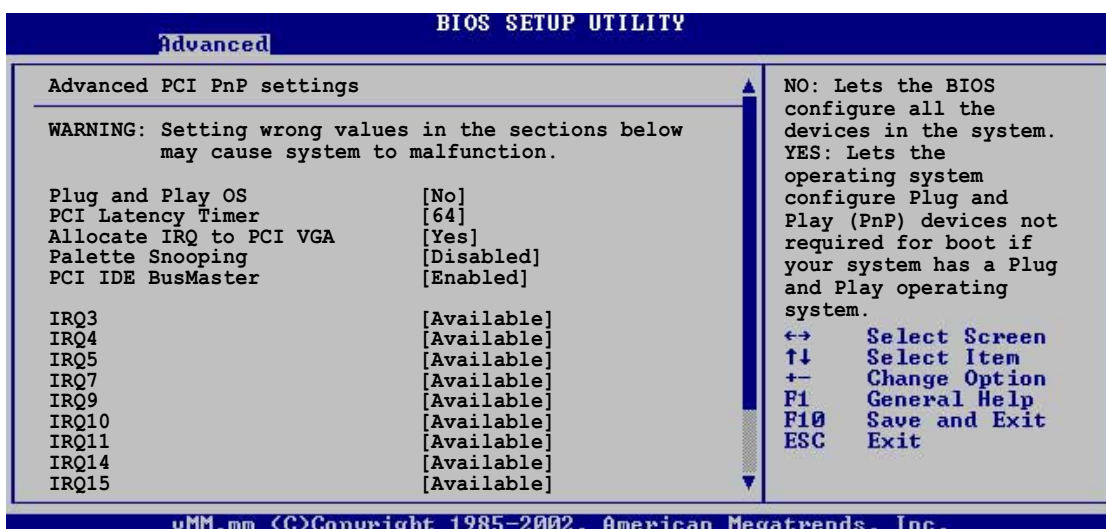 BIOS SETUP UTILITY
Advanced
Advanced PCI PnP settings
WARNING: Setting wrong values in the sections below
may cause system to malfunction.
Plug and Play OS [No]
PCI Latency Timer [64]
Allocate IRQ to PCI VGA [Yes]
Palette Snooping [Disabled]
PCI IDE BusMaster [Enabled]
IRQ3 [Available]
IRQ4 [Available]
IRQ5 [Available]
IRQ7 [Available]
IRQ9 [Available]
IRQ10 [Available]
IRQ11 [Available]
IRQ14 [Available]
IRQ15 [Available]
NO: Lets the BIOS
configure all the
devices in the system.
YES: Lets the
operating system
configure Plug and
Play (PnP) devices not
required for boot if
your system has a Plug
and Play operating
system.
←→ Select Screen
↑↓ Select Item
+- Change Option
F1 General Help
F10 Save and Exit
ESC Exit
vMM.mm (C)Copyright 1985-2002, American Megatrends, Inc.